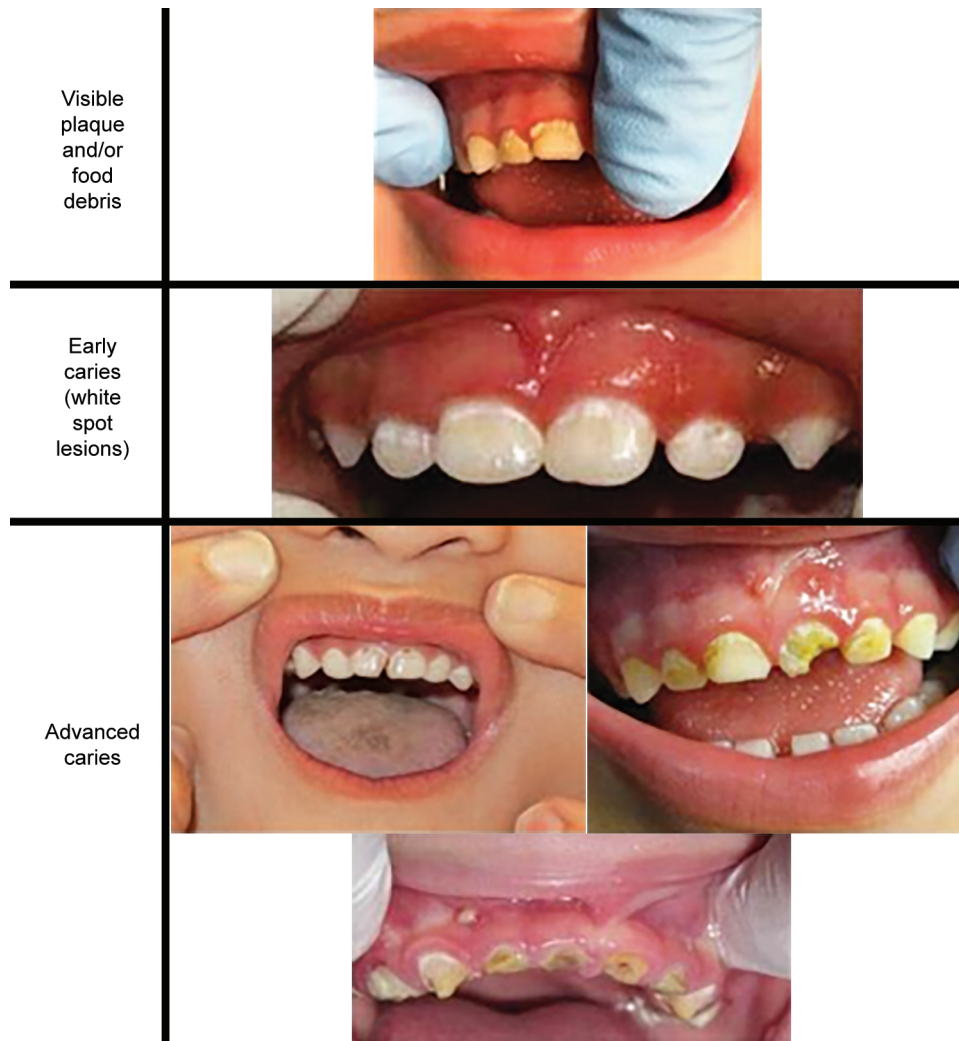 Visible
plaque
and/or
food
debris
Early
caries
(white
spot
lesions)
Advanced
caries